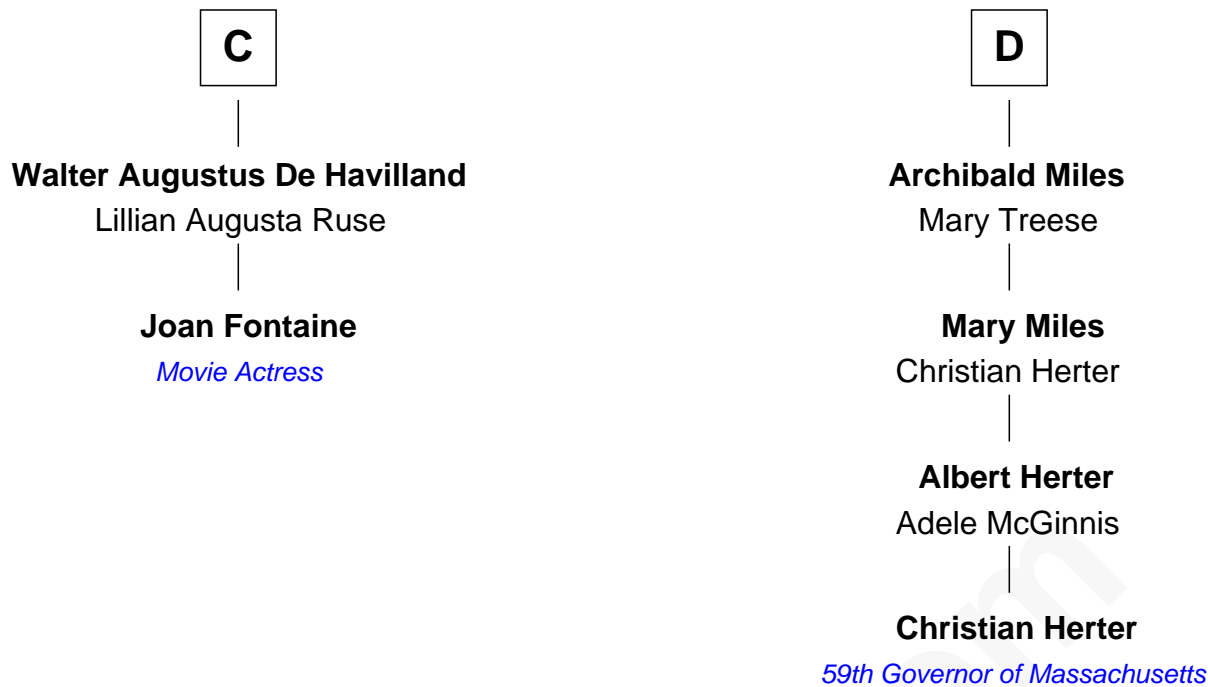 C
Walter Augustus De Havilland
Lillian Augusta Ruse
Joan Fontaine
Movie Actress
D
Archibald Miles
Mary Treese
Mary Miles
Christian Herter
Albert Herter
Adele McGinnis
Christian Herter
59th Governor of Massachusetts